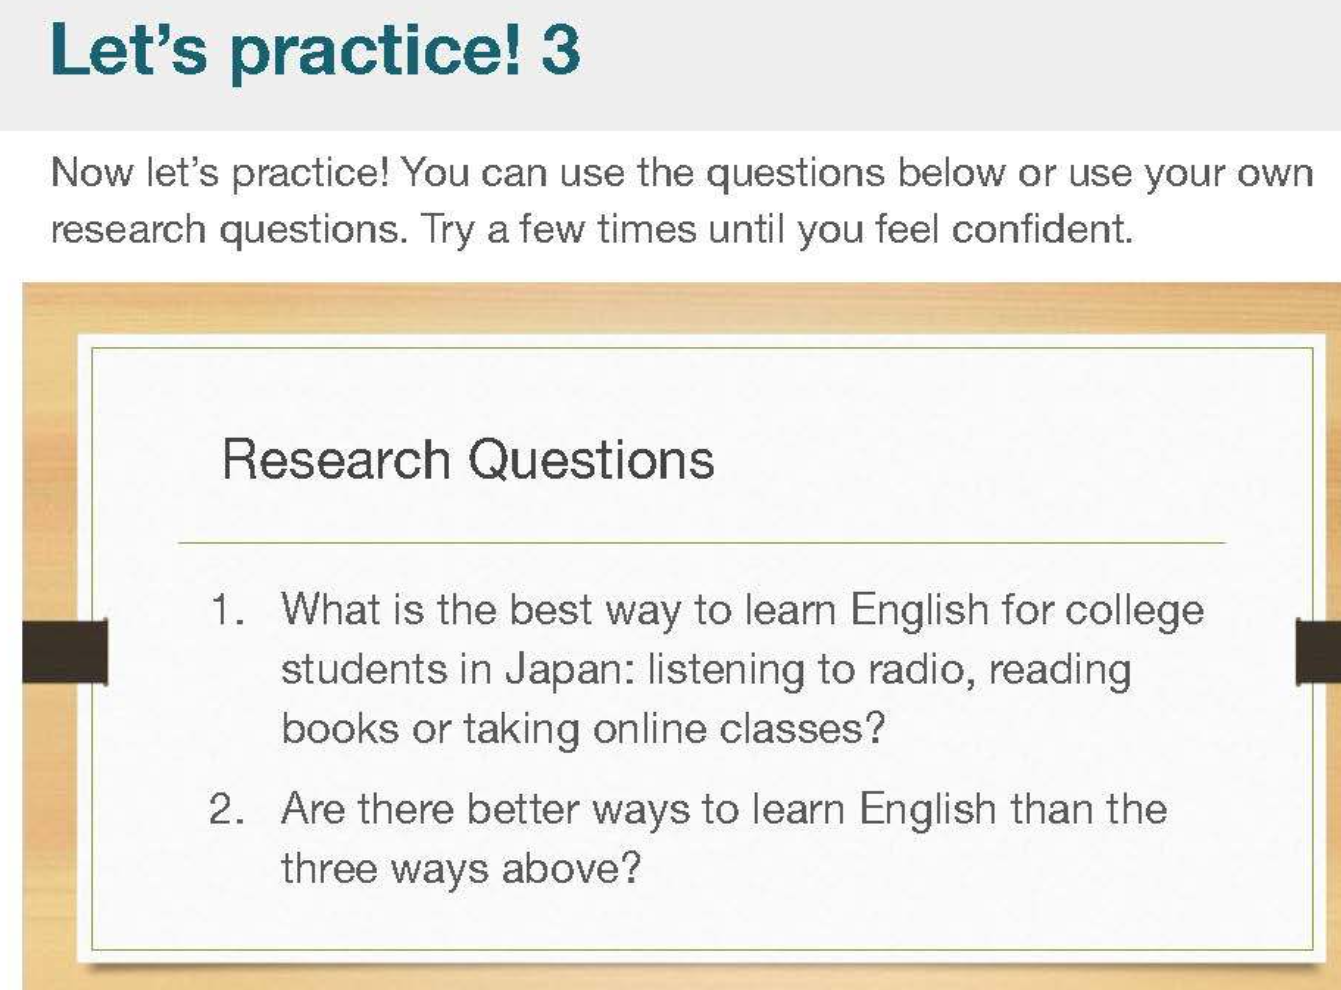 Let's practice! 3
Now let's practice! You can use the questions below or use your own
research questions. Try a few times until you feel confident.
Research Questions
1. What is the best way to learn English for college
students in Japan: listening to radio, reading
books or taking online classes?
2. Are there better ways to learn English than the
three ways above?